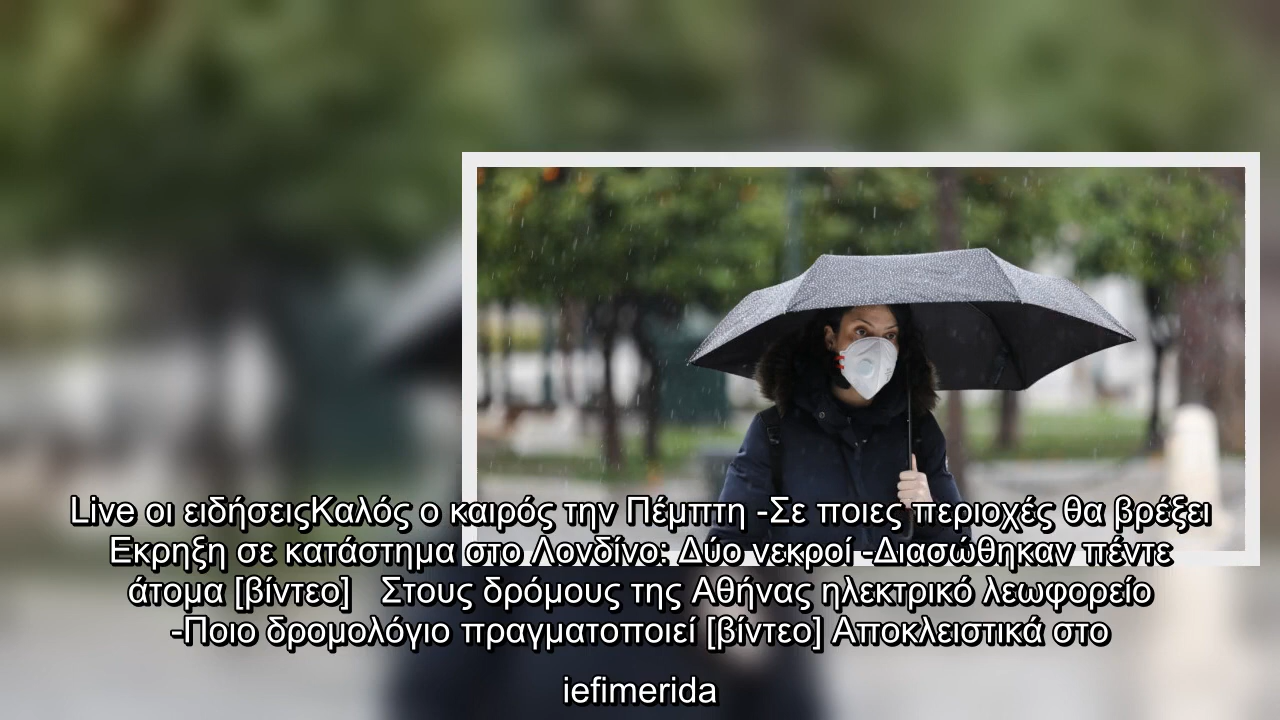 Live οι ειδήσειςΚαλός ο καιρός την Πέμπτη -Σε ποιες περιοχές θα βρέξει
Εκρηξη σε κατάστημα στο Λονδίνο: Δύο νεκροί -Διασώθηκαν πέντε
άτομα [βίντεο]   Στους δρόμους της Αθήνας ηλεκτρικό λεωφορείο
-Ποιο δρομολόγιο πραγματοποιεί [βίντεο] Αποκλειστικά στο
iefimerida